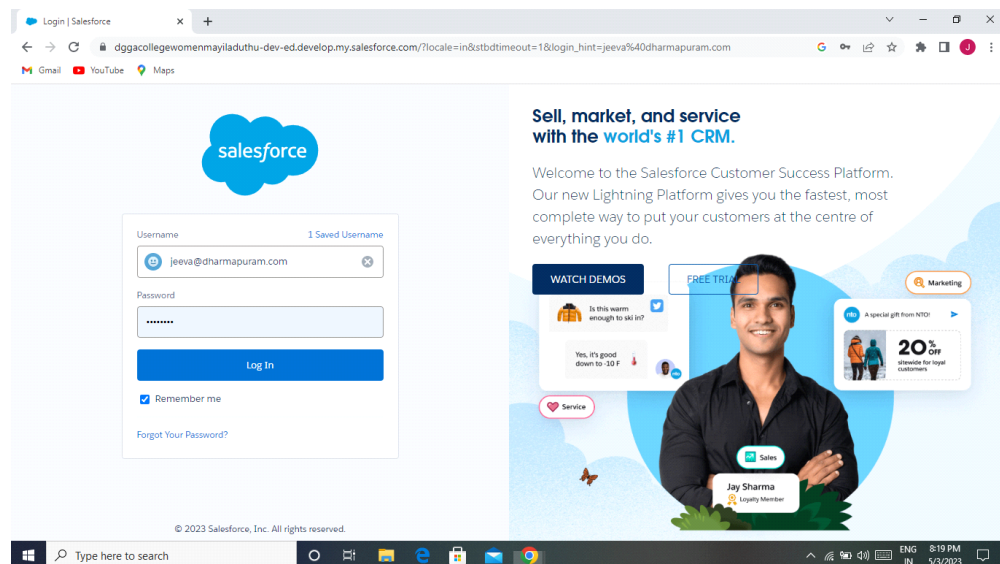 Login | Salesforce
dggacollegewomenmayiladuthu-dev-ed.develop.my.salesforce.com/?locale=in&stbdtimeout=1&login_hint=jeeva%40dharmapuram.com
G
J
Gmail YouTube Maps
salesforce
Username 1 Saved Username
jeeva@dharmapuram.com
Password
••••••••
Log In
Remember me
Forgot Your Password?
© 2023 Salesforce, Inc. All rights reserved.
Sell, market, and service
with the world's #1 CRM.
Welcome to the Salesforce Customer Success Platform.
Our new Lightning Platform gives you the fastest, most
complete way to put your customers at the centre of
everything you do.
WATCH DEMOS FREE TRIAL
Marketing
Is this warm
enough to ski in?
nto A special gift from NTO!
Yes, it's good
down to -10 F
nto
20% OFF
sitewide for loyal
customers
Service
Sales
Jay Sharma
Loyalty Member
Type here to search
ENG
IN
8:19 PM
5/3/2023